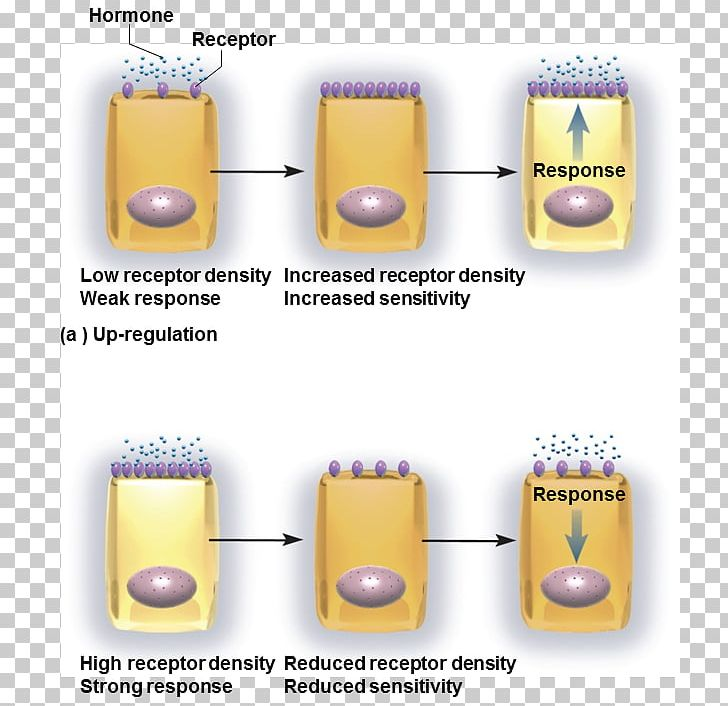 Hormone
Receptor
Response
Low receptor density
Weak response
Increased receptor density
Increased sensitivity
(a ) Up-regulation
Response
High receptor density
Strong response
Reduced receptor density
Reduced sensitivity